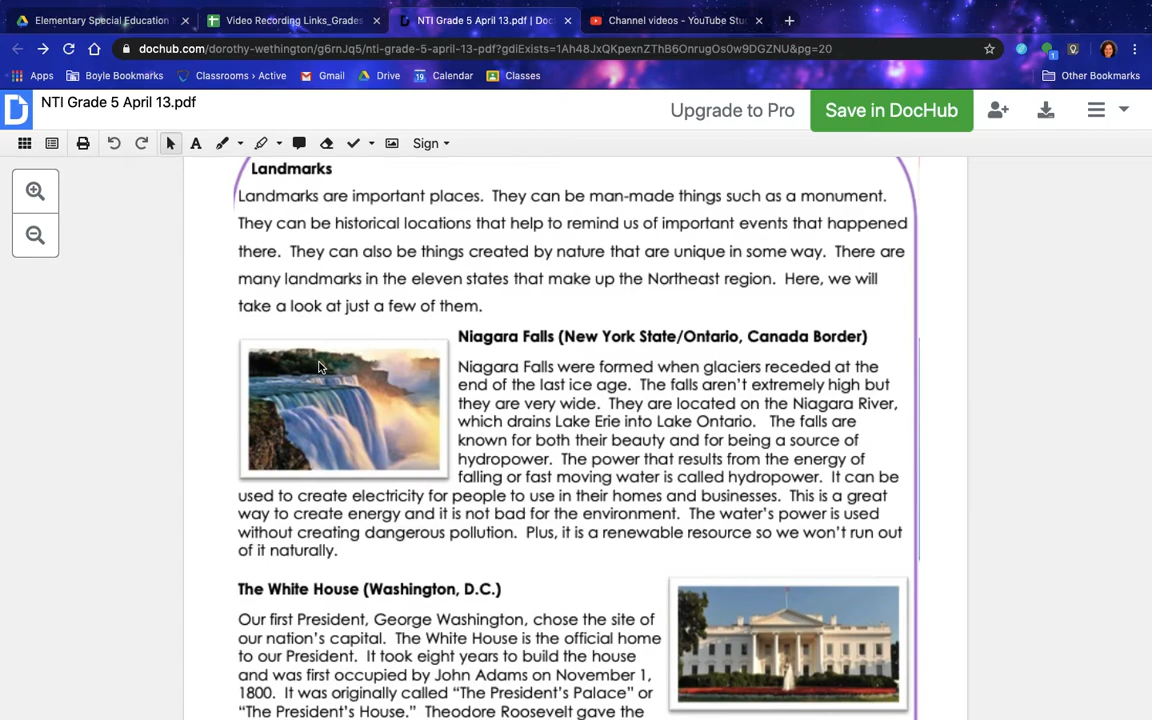 Elementary Special Education
Video Recording Links_Grades
NTI Grade 5 April 13.pdf | Doc
Channel videos - YouTube Stu
dochub.com/dorothy-wethington/g6rnJq5/nti-grade-5-april-13-pdf?gdiExists=1Ah48JxQKpexnZThB6OnrugOs0w9DGZNU&pg=20
Apps Boyle Bookmarks Classrooms > Active Gmail Drive Calendar Classes Other Bookmarks
NTI Grade 5 April 13.pdf
Upgrade to Pro
Save in DocHub
Sign
Landmarks
Landmarks are important places. They can be man-made things such as a monument.
They can be historical locations that help to remind us of important events that happened
there. They can also be things created by nature that are unique in some way. There are
many landmarks in the eleven states that make up the Northeast region. Here, we will
take a look at just a few of them.
Niagara Falls (New York State/Ontario, Canada Border)
Niagara Falls were formed when glaciers receded at the
end of the last ice age. The falls aren't extremely high but
they are very wide. They are located on the Niagara River,
which drains Lake Erie into Lake Ontario. The falls are
known for both their beauty and for being a source of
hydropower. The power that results from the energy of
falling or fast moving water is called hydropower. It can be
used to create electricity for people to use in their homes and businesses. This is a great
way to create energy and it is not bad for the environment. The water's power is used
without creating dangerous pollution. Plus, it is a renewable resource so we won't run out
of it naturally.
The White House (Washington, D.C.)
Our first President, George Washington, chose the site of
our nation's capital. The White House is the official home
to our President. It took eight years to build the house
and was first occupied by John Adams on November 1,
1800. It was originally called "The President's Palace" or
"The President's House." Theodore Roosevelt gave the